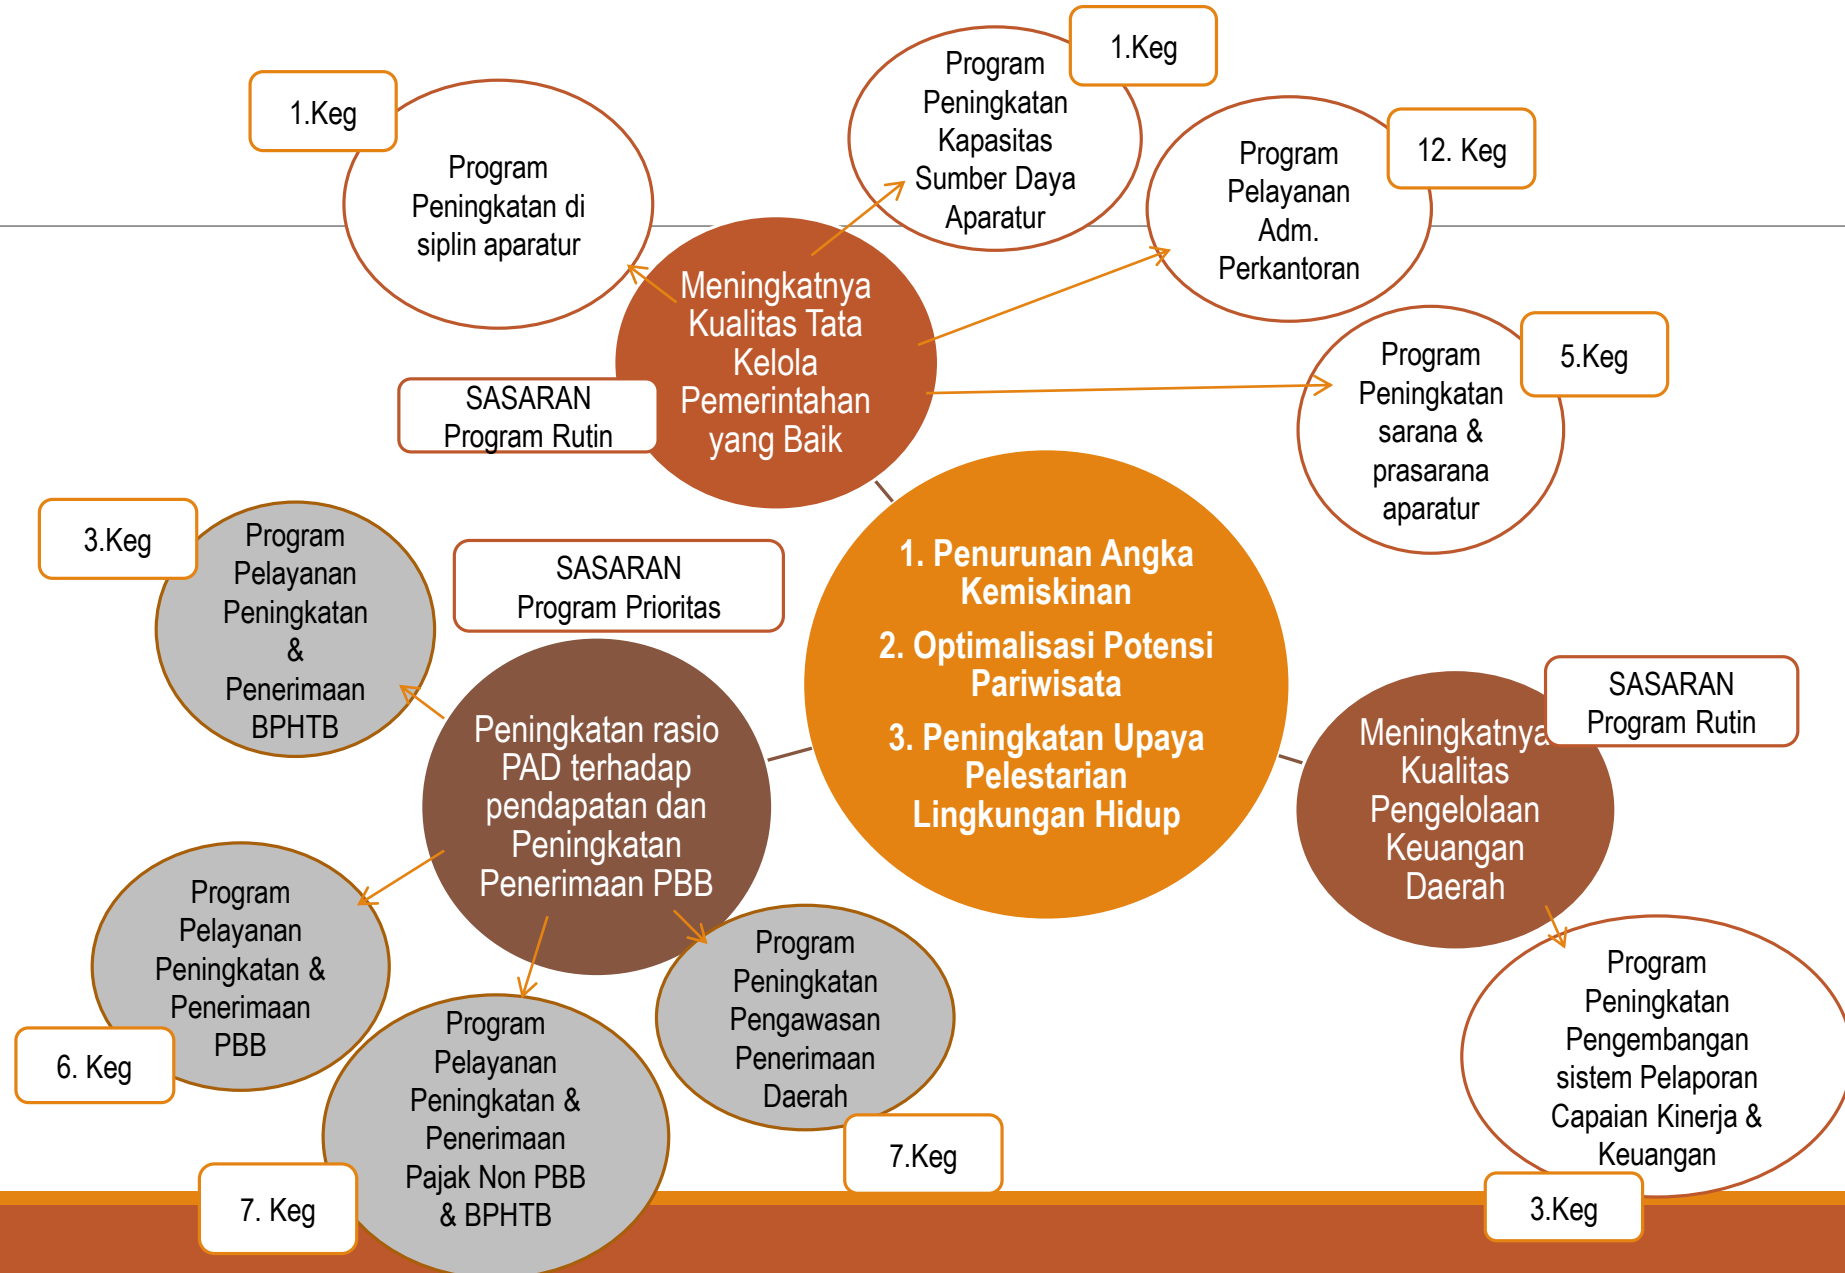 1.Keg
Program
Peningkatan di
siplin aparatur
1.Keg
Program
Peningkatan
Kapasitas
Sumber Daya
Aparatur
12. Keg
Program
Pelayanan
Adm.
Perkantoran
5.Keg
Program
Peningkatan
sarana &
prasarana
aparatur
Meningkatnya
Kualitas Tata
Kelola
Pemerintahan
yang Baik
SASARAN
Program Rutin
1. Penurunan Angka
Kemiskinan
2. Optimalisasi Potensi
Pariwisata
3. Peningkatan Upaya
Pelestarian
Lingkungan Hidup
3.Keg
Program
Pelayanan
Peningkatan
&
Penerimaan
BPHTB
SASARAN
Program Prioritas
Peningkatan rasio
PAD terhadap
pendapatan dan
Peningkatan
Penerimaan PBB
SASARAN
Program Rutin
Meningkatnya
Kualitas
Pengelolaan
Keuangan
Daerah
Program
Pelayanan
Peningkatan &
Penerimaan
PBB
6. Keg
Program
Pelayanan
Peningkatan &
Penerimaan
Pajak Non PBB
& BPHTB
7. Keg
Program
Peningkatan
Pengawasan
Penerimaan
Daerah
7.Keg
Program
Peningkatan
Pengembangan
sistem Pelaporan
Capaian Kinerja &
Keuangan
3.Keg